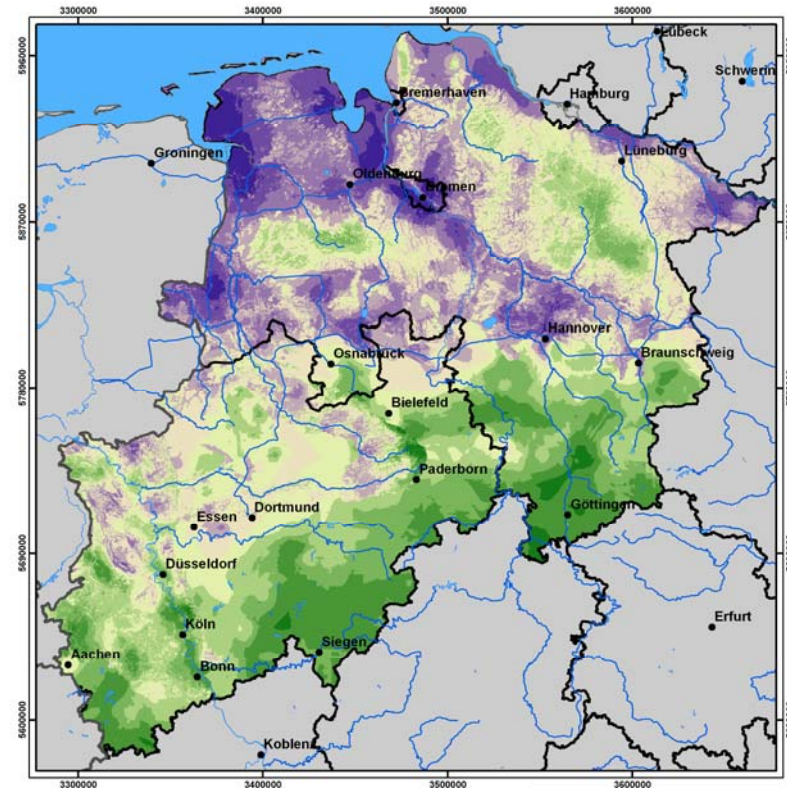 3300000 3400000 3500000 3600000
Lübeck
5960000
Schwerin
Bremerhaven
Hamburg
Groningen
Lüneburg
Oldenburg
Bremen
5870000
Hannover
Osnabrück
Braunschweig
5780000
Bielefeld
Paderborn
Essen
Dortmund
Göttingen
5690000
Düsseldorf
Köln
Erfurt
Siegen
Aachen
Bonn
5600000
Koblenz
3300000 3400000 3500000 3600000